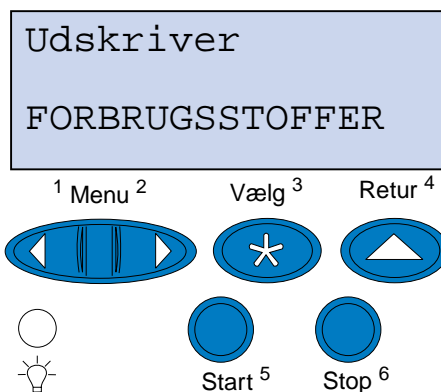 Udskriver
FORBRUGSSTOFFER
1 Menu 2 Vælg 3 Retur 4
Start 5 Stop 6